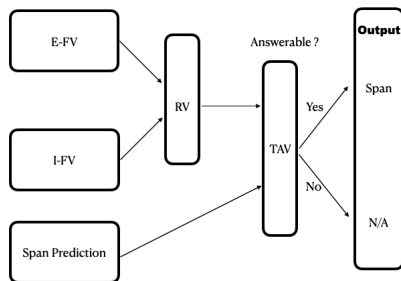 E-FV
I-FV
Span Prediction
RV
Answerable ?
TAV
Yes
No
Output
Span
N/A